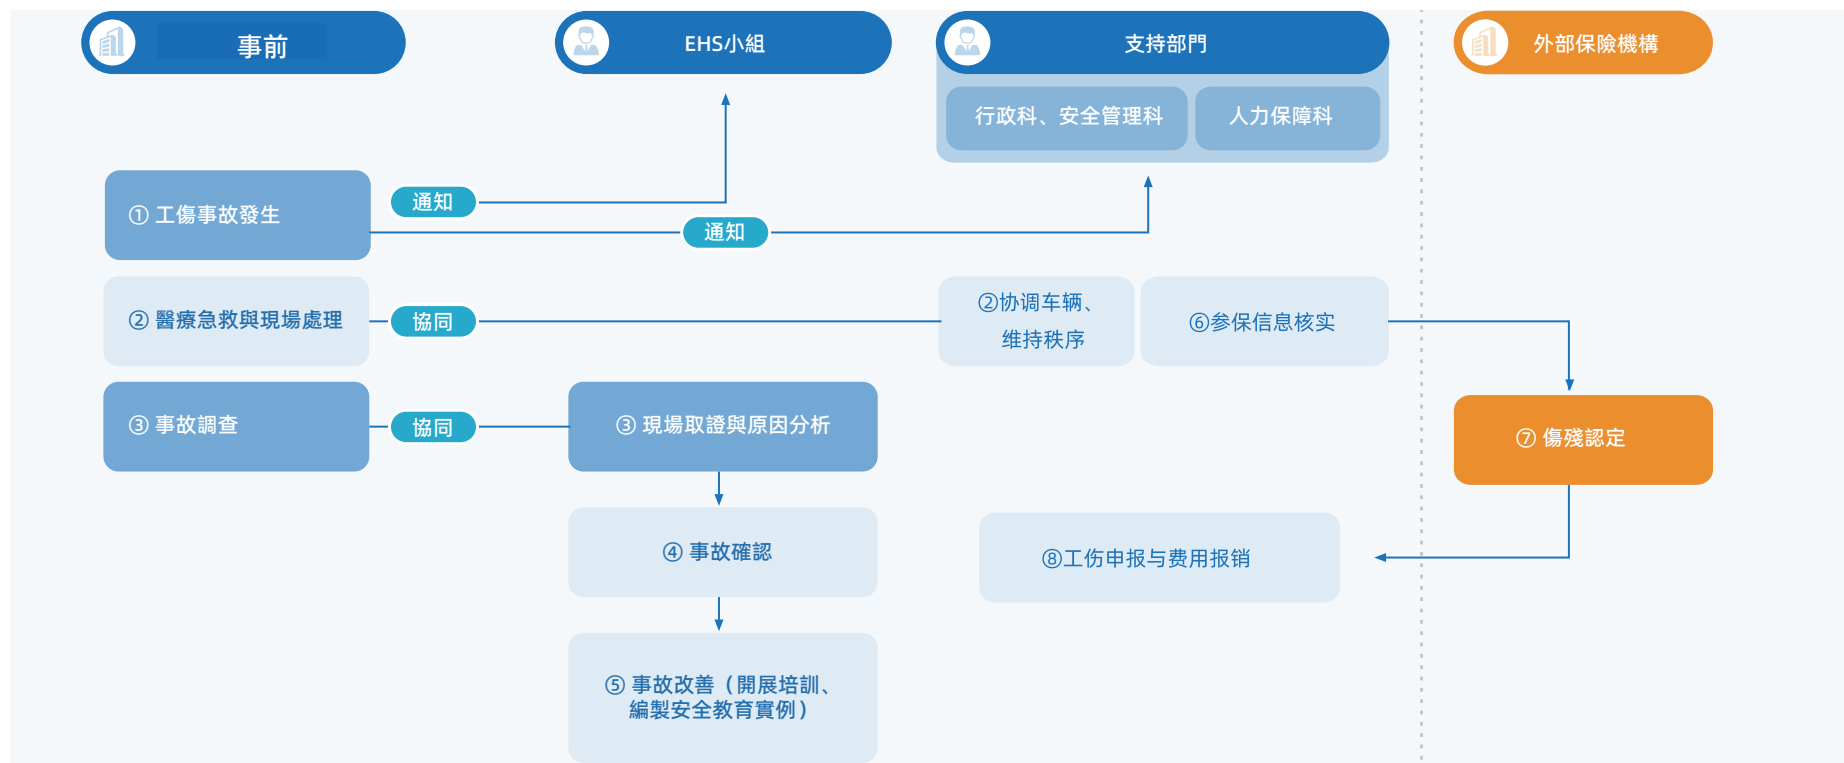 事前
EHS小組
支持部門
外部保險機構
行政科、安全管理科
人力保障科
① 工傷事故發生
通知
通知
② 醫療急救與現場處理
協同
②协调车辆、
维持秩序
⑥参保信息核实
③ 事故調查
協同
③ 現場取證與原因分析
⑦ 傷殘認定
④ 事故確認
⑧工伤申报与费用报销
⑤ 事故改善(開展培訓、
編製安全教育實例)